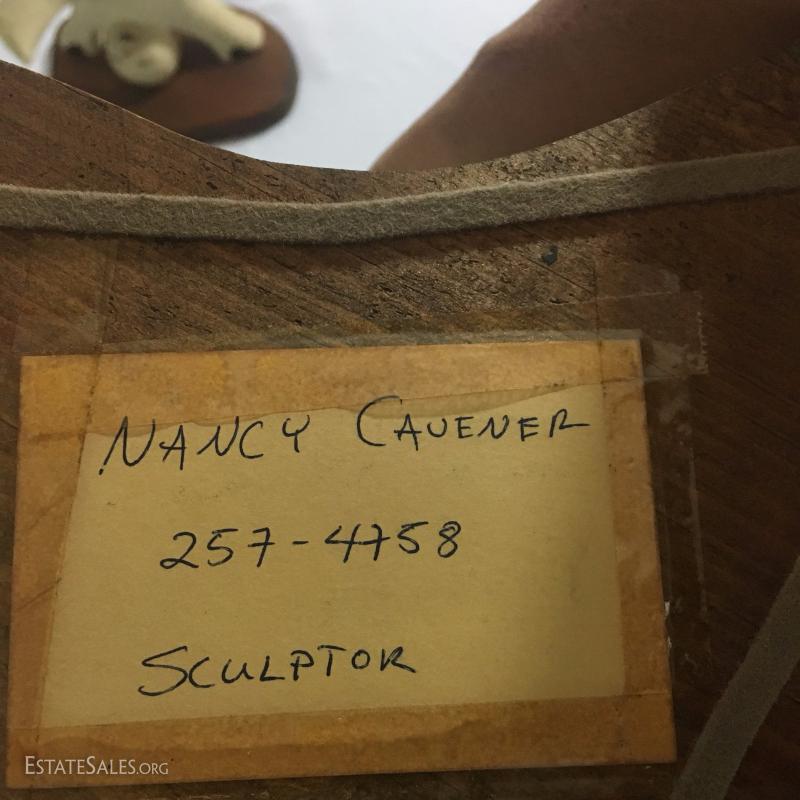 NANCY CAVENER
257-4758
SCULPTOR
ESTATESALES.ORG